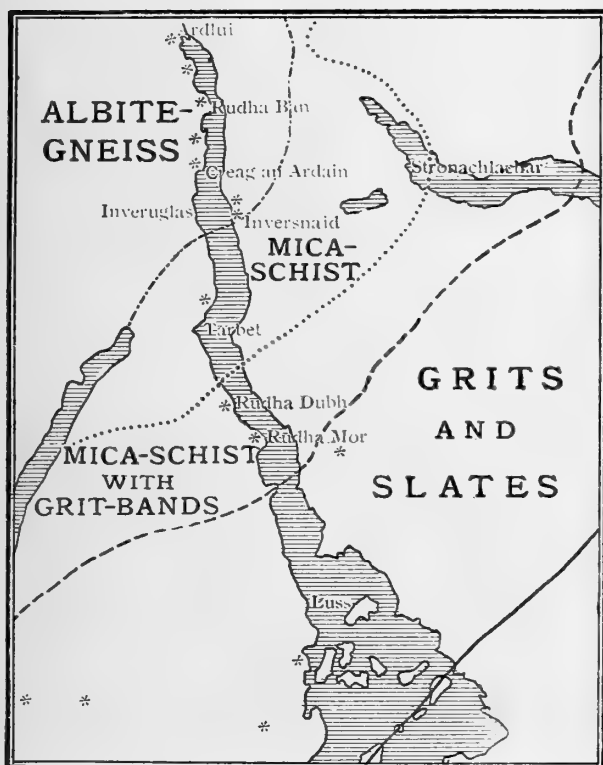 Ardlui
ALBITE-
GNEISS
Rudha Ban
Creag an Ardain
Stronachlachar
Inveruglas
Inversnaid
MICA-
SCHIST
Tarbet
GRITS
AND
SLATES
Rudha Dubh
Rudha Mor
MICA-SCHIST
WITH
GRIT-BANDS
Luss